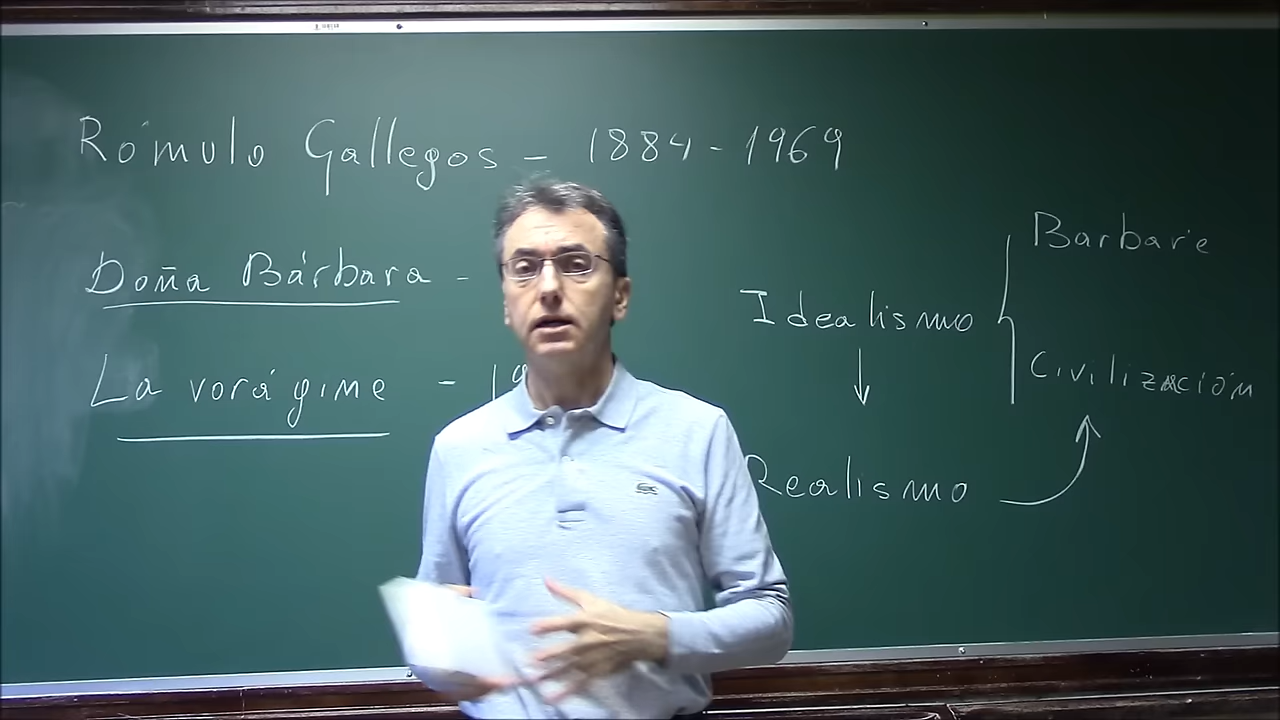 Rómulo Gallegos - 1884 - 1969
Doña Bárbara -
La vorágine - 19
Barbarie
Idealismo
Civilización
Realismo